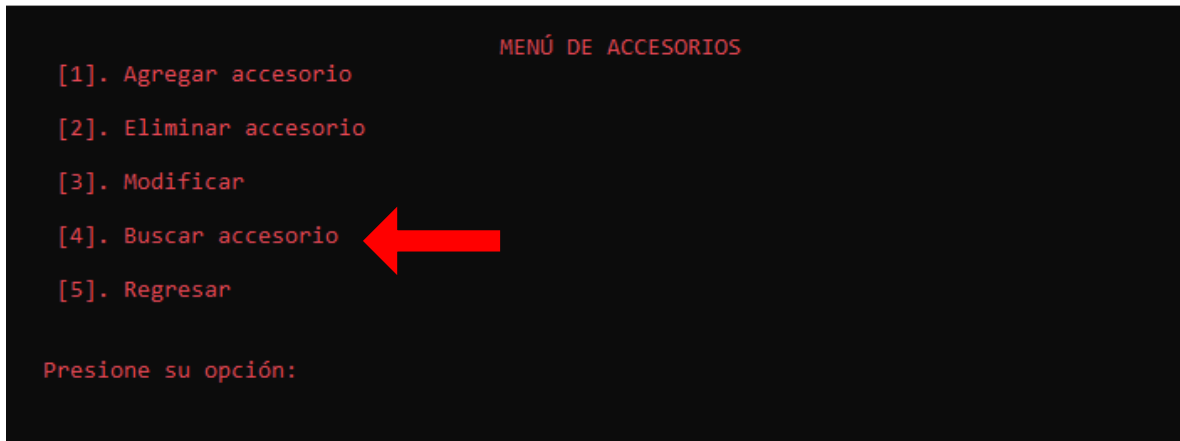 MENÚ DE ACCESORIOS
[1]. Agregar accesorio
[2]. Eliminar accesorio
[3]. Modificar
[4]. Buscar accesorio
[5]. Regresar
Presione su opción: